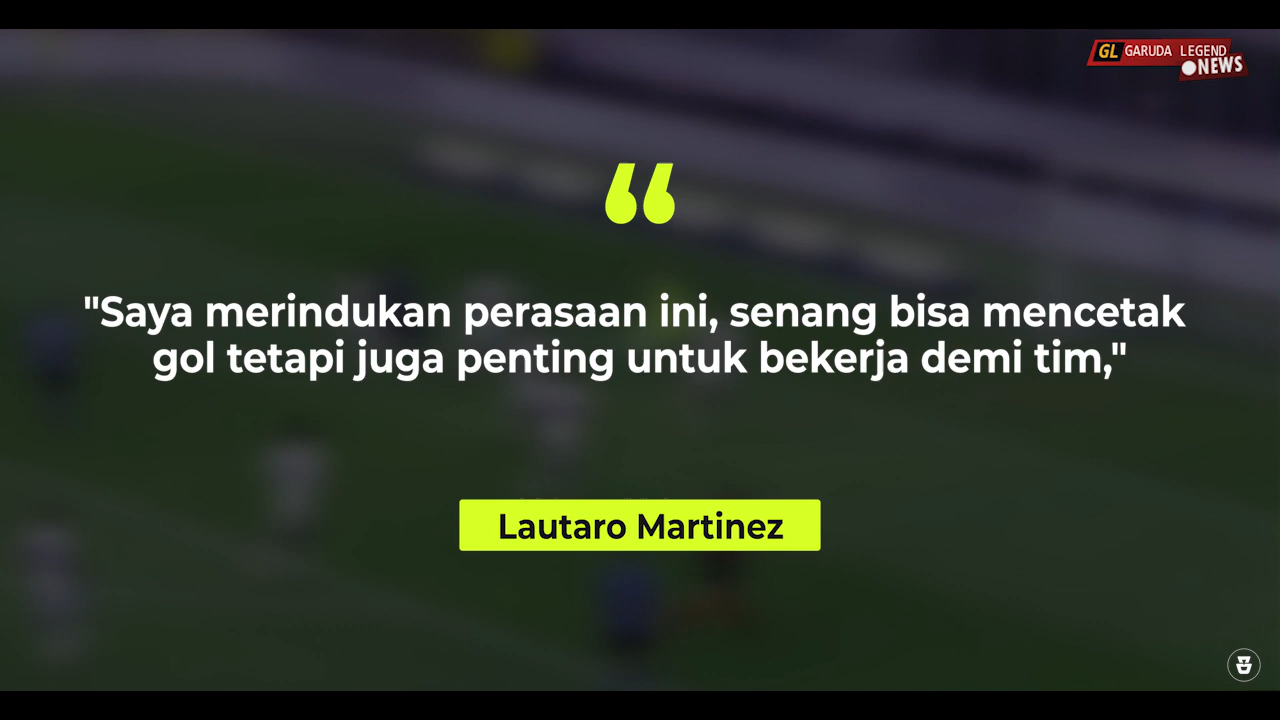 GL GARUDA LEGEND
NEWS
“
"Saya merindukan perasaan ini, senang bisa mencetak
gol tetapi juga penting untuk bekerja demi tim,"
Lautaro Martinez